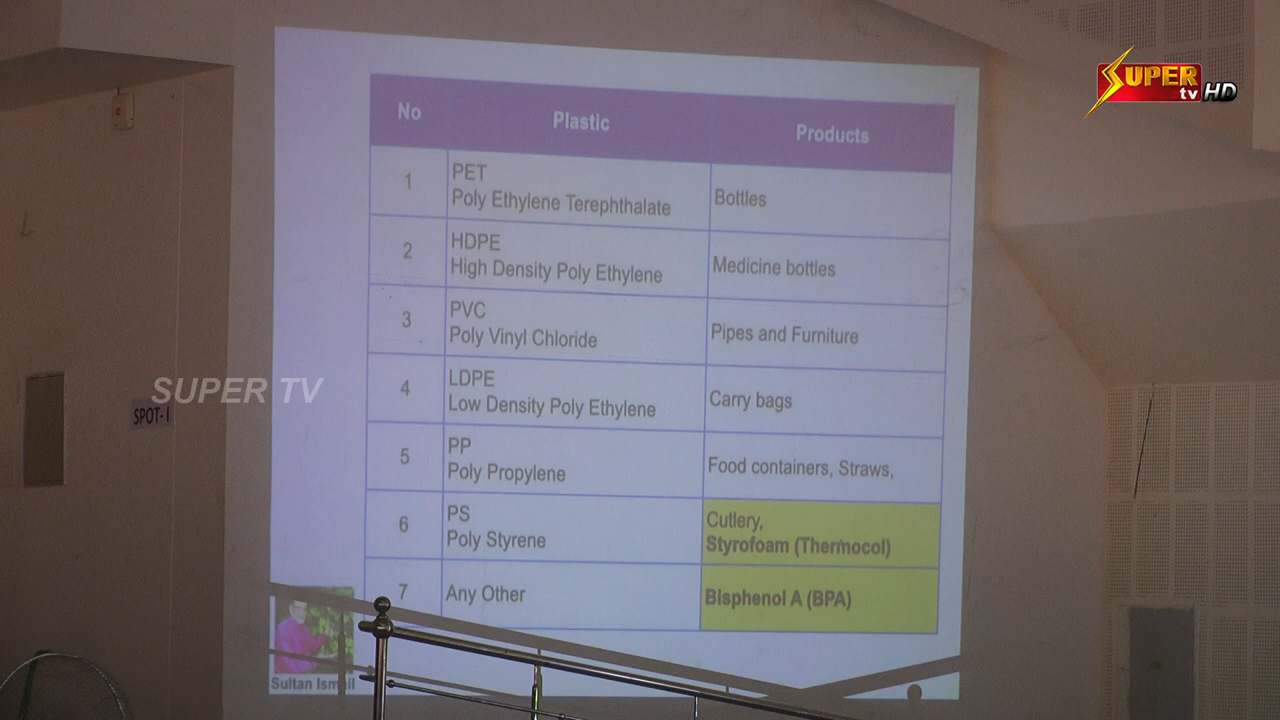 SUPER
tv HD
No Plastic Products
1 PET
Poly Ethylene Terephthalate Bottles
2 HDPE
High Density Poly Ethylene Medicine bottles
3 PVC
Poly Vinyl Chloride Pipes and Furniture
4 LDPE
Low Density Poly Ethylene Carry bags
5 PP
Poly Propylene Food containers, Straws,
6 PS Cutlery,
Poly Styrene Styrofoam (Thermocol)
7 Any Other Bisphenol A (BPA)
SUPER TV
SPOT- I
Sultan Ismail